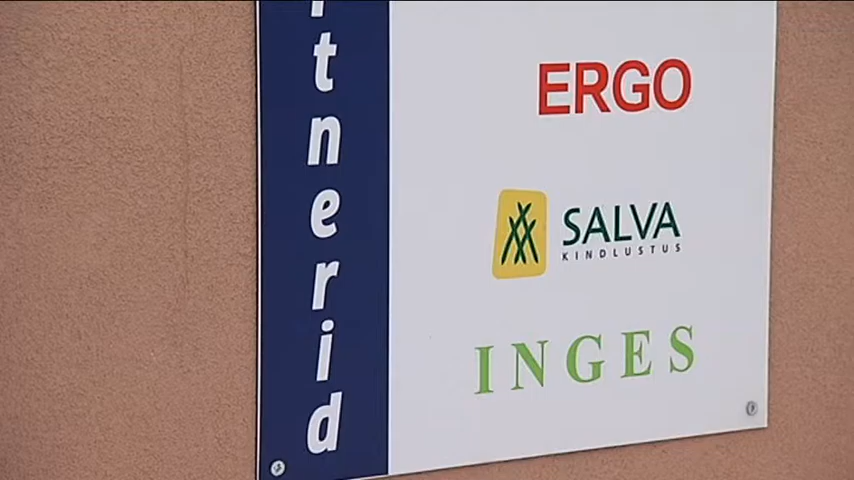 tnerid
ERGO
SALVA
KINDLUSTUS
INGES